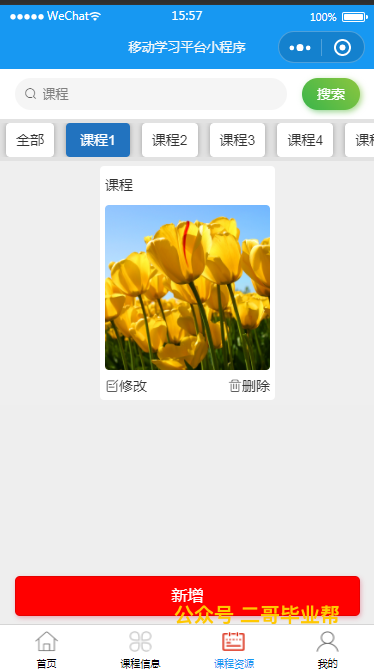 WeChat 15:57 100%
移动学习平台小程序
课程 搜索
全部 课程1 课程2 课程3 课程4 课程
课程
修改 删除
新增
公众号 二哥毕业帮
首页 课程信息 课程资源 我的